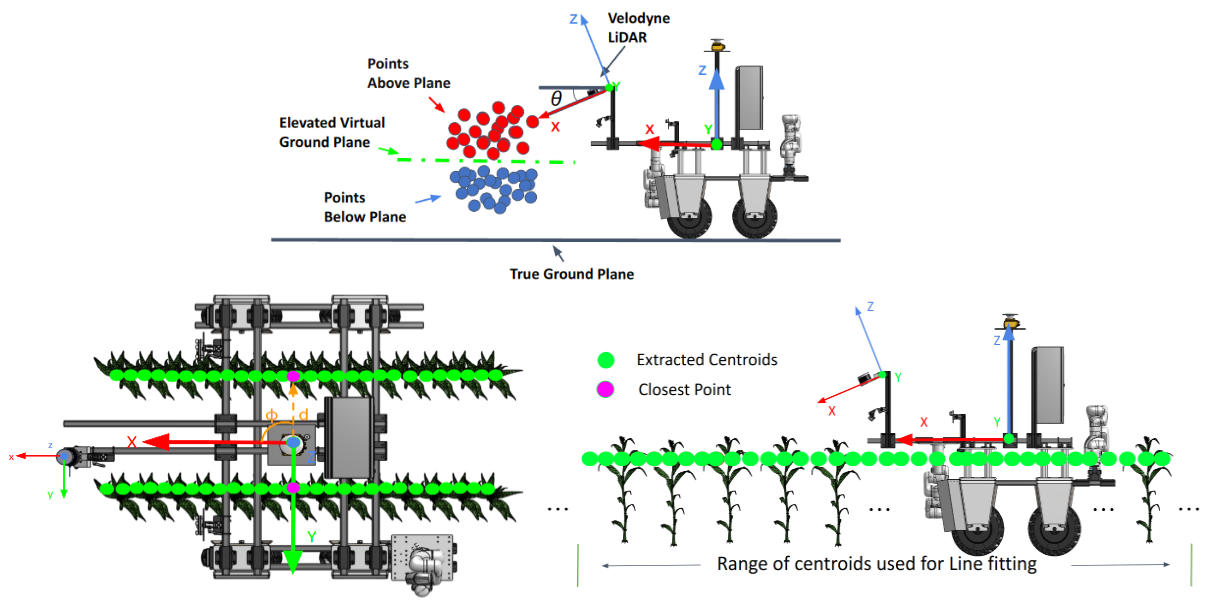 Velodyne
LiDAR
Z
Points
Above Plane
Y
θ
X
Z
Elevated Virtual
Ground Plane
X
Y
Points
Below Plane
True Ground Plane
Z
Extracted Centroids
Z
Closest Point
Y
X
ϕ
d
X
X
Y
z
x
Y
Y
...
...
...
Range of centroids used for Line fitting